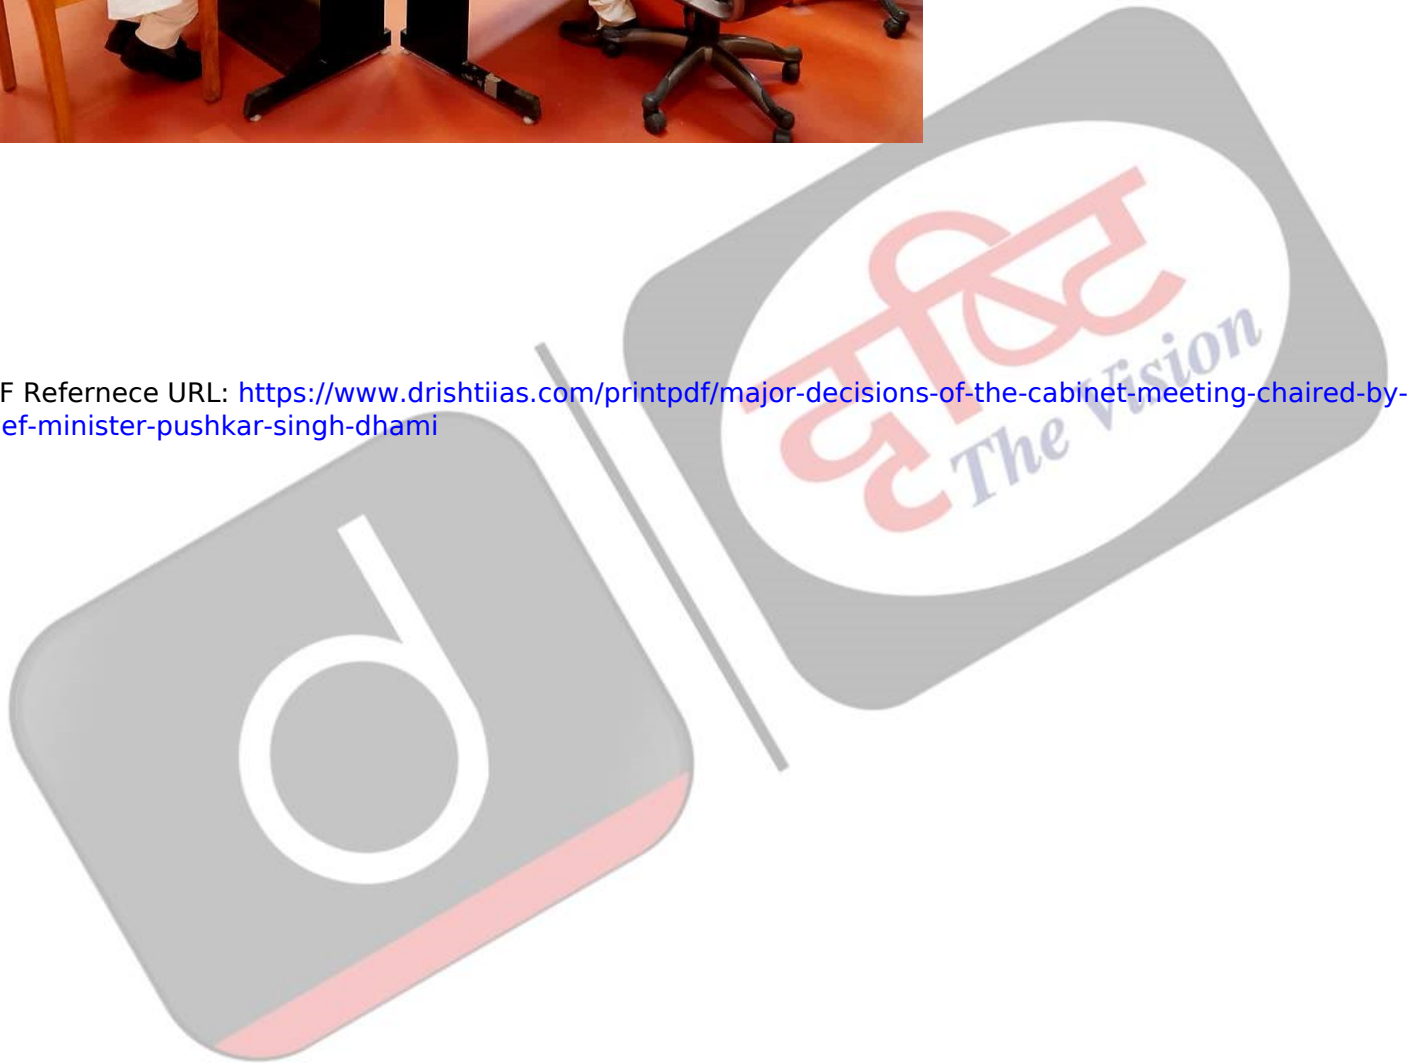 F Refernece URL: https://www.drishtiias.com/printpdf/major-decisions-of-the-cabinet-meeting-chaired-by-
ef-minister-pushkar-singh-dhami
दृष्टि
The Vision
d